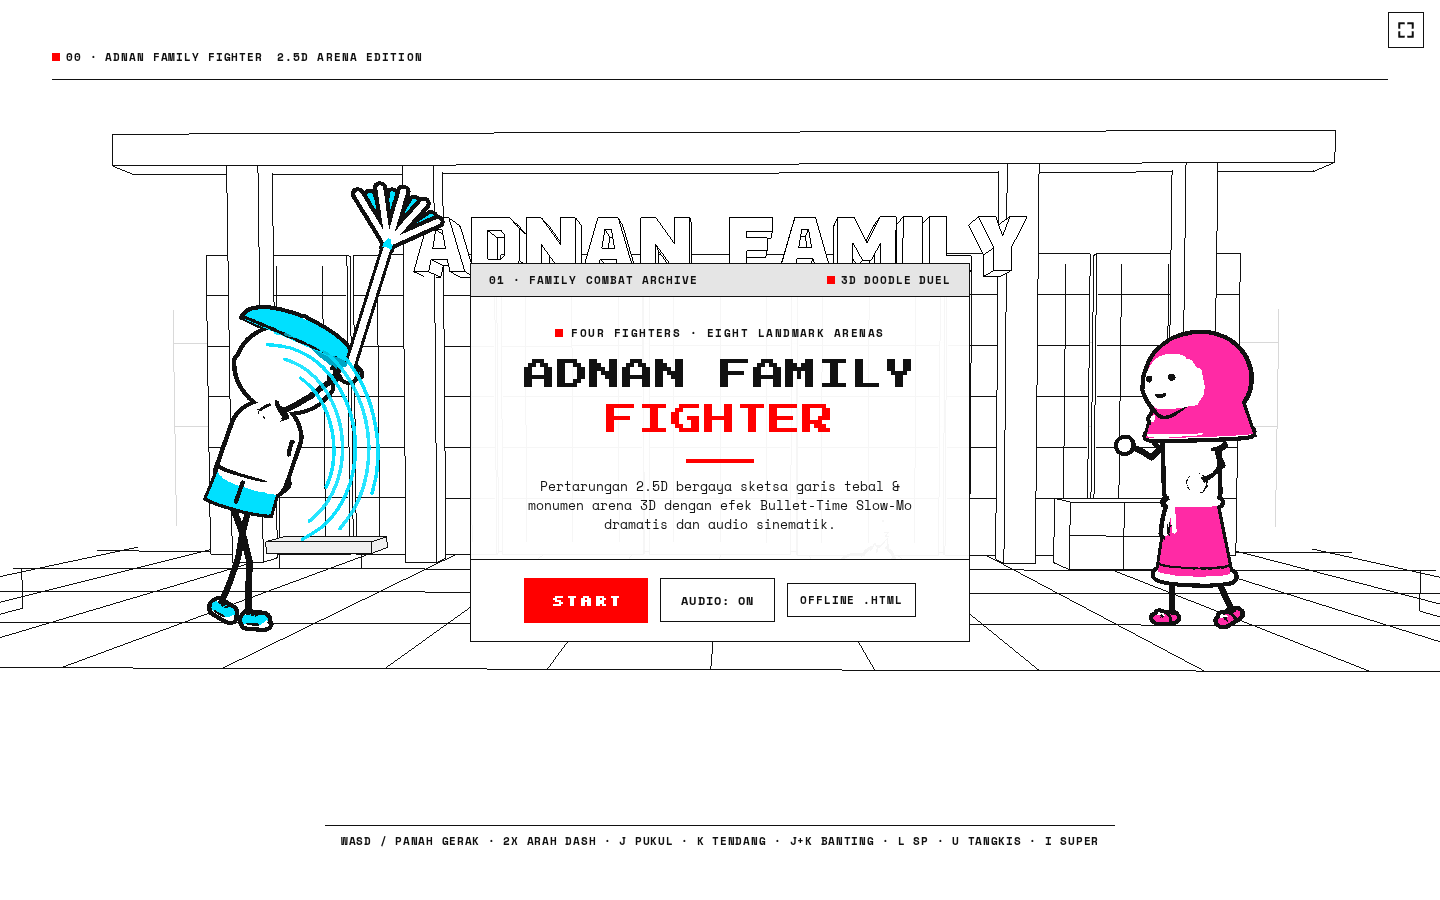 00 · ADNAN FAMILY FIGHTER 2.5D ARENA EDITION
ADNAN FAMILY
01 · FAMILY COMBAT ARCHIVE
3D DOODLE DUEL
FOUR FIGHTERS · EIGHT LANDMARK ARENAS
ADNAN FAMILY
FIGHTER
Pertarungan 2.5D bergaya sketsa garis tebal &
monumen arena 3D dengan efek Bullet-Time Slow-Mo
dramatis dan audio sinematik.
START
AUDIO: ON
OFFLINE .HTML
WASD / PANAH GERAK · 2X ARAH DASH · J PUKUL · K TENDANG · J+K BANTING · L SP · U TANGKIS · I SUPER